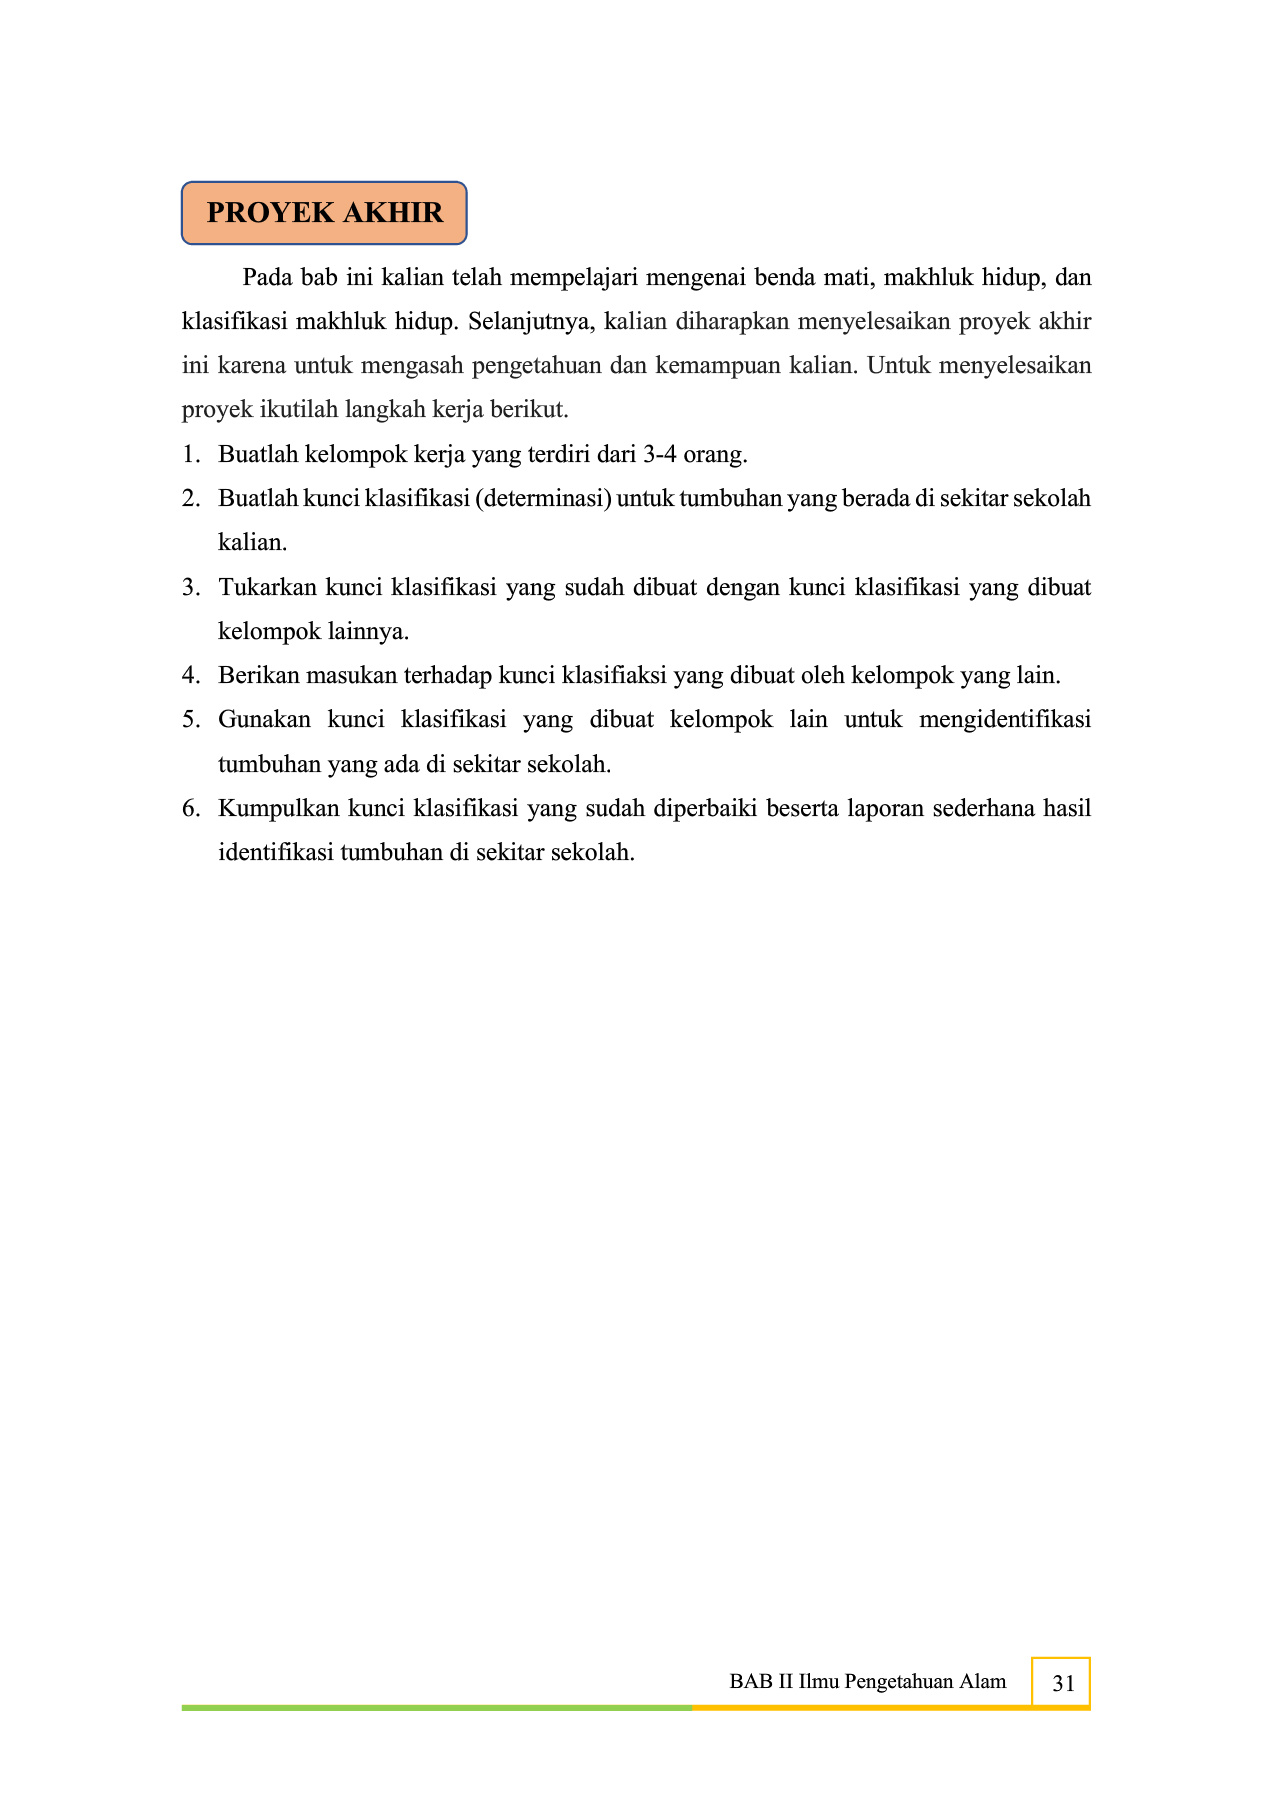 PROYEK AKHIR
Pada bab ini kalian telah mempelajari mengenai benda mati, makhluk hidup, dan
klasifikasi makhluk hidup. Selanjutnya, kalian diharapkan menyelesaikan proyek akhir
ini karena untuk mengasah pengetahuan dan kemampuan kalian. Untuk menyelesaikan
proyek ikutilah langkah kerja berikut.
1. Buatlah kelompok kerja yang terdiri dari 3-4 orang.
2. Buatlah kunci klasifikasi (determinasi) untuk tumbuhan yang berada di sekitar sekolah
kalian.
3. Tukarkan kunci klasifikasi yang sudah dibuat dengan kunci klasifikasi yang dibuat
kelompok lainnya.
4. Berikan masukan terhadap kunci klasifiaksi yang dibuat oleh kelompok yang lain.
5. Gunakan kunci klasifikasi yang dibuat kelompok lain untuk mengidentifikasi
tumbuhan yang ada di sekitar sekolah.
6. Kumpulkan kunci klasifikasi yang sudah diperbaiki beserta laporan sederhana hasil
identifikasi tumbuhan di sekitar sekolah.
BAB II Ilmu Pengetahuan Alam 31